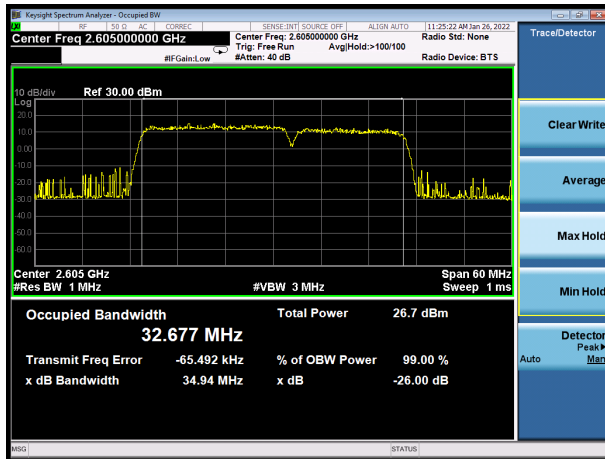 Keysight Spectrum Analyzer - Occupied BW
RF 50 Ω AC CORREC SENSE:INT SOURCE OFF ALIGN AUTO 11:25:22 AM Jan 26, 2022
Center Freq 2.605000000 GHz
Center Freq: 2.605000000 GHz
Radio Std: None
Trig: Free Run Avg|Hold:>100/100
#IFGain:Low #Atten: 40 dB Radio Device: BTS
10 dB/div Ref 30.00 dBm
Log
20.0
10.0
0.00
-10.0
-20.0
-30.0
-40.0
-50.0
-60.0
Center 2.605 GHz Span 60 MHz
#Res BW 1 MHz #VBW 3 MHz Sweep 1 ms
Occupied Bandwidth Total Power 26.7 dBm
32.677 MHz
Transmit Freq Error -65.492 kHz % of OBW Power 99.00 %
x dB Bandwidth 34.94 MHz x dB -26.00 dB
MSG STATUS
Trace/Detector
Clear Write
Average
Max Hold
Min Hold
Detector
Peak
Auto Man